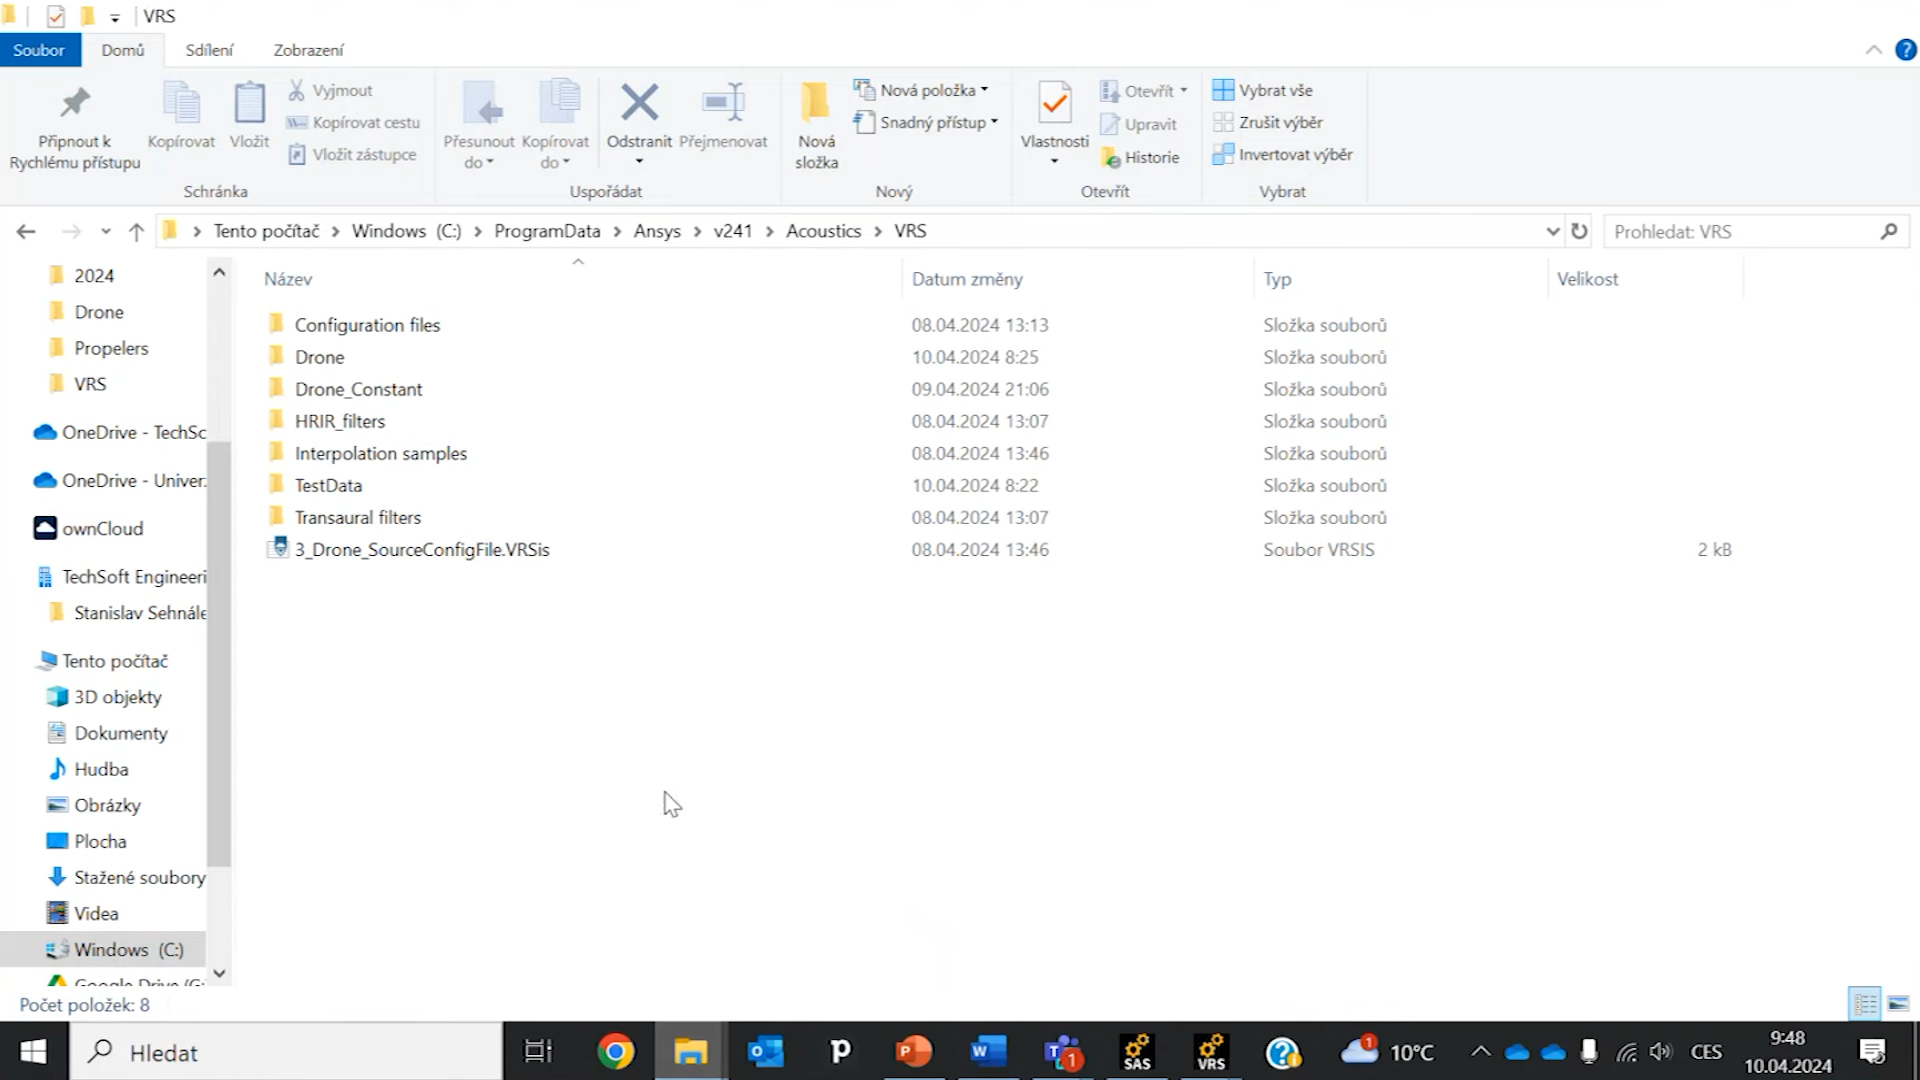 VRS
Soubor Domů Sdílení Zobrazení
Připnout k Rychlému přístupu
Kopírovat
Vložit
Vyjmout
Kopírovat cestu
Vložit zástupce
Schránka
Přesunout do
Kopírovat do
Odstranit
Přejmenovat
Uspořádat
Nová složka
Nová položka
Snadný přístup
Nový
Vlastnosti
Otevřít
Upravit
Historie
Otevřít
Vybrat vše
Zrušit výběr
Invertovat výběr
Vybrat
Tento počítač > Windows (C:) > ProgramData > Ansys > v241 > Acoustics > VRS
Prohledat: VRS
2024
Drone
Propelers
VRS
OneDrive - TechSc
OneDrive - Univer.
ownCloud
TechSoft Engineeri
Stanislav Sehnále
Tento počítač
3D objekty
Dokumenty
Hudba
Obrázky
Plocha
Stažené soubory
Videa
Windows (C:)
Google Drive (G:
Název Datum změny Typ Velikost
Configuration files 08.04.2024 13:13 Složka souborů
Drone 10.04.2024 8:25 Složka souborů
Drone_Constant 09.04.2024 21:06 Složka souborů
HRIR_filters 08.04.2024 13:07 Složka souborů
Interpolation samples 08.04.2024 13:46 Složka souborů
TestData 10.04.2024 8:22 Složka souborů
Transaural filters 08.04.2024 13:07 Složka souborů
3_Drone_SourceConfigFile.VRSis 08.04.2024 13:46 Soubor VRSIS 2 kB
Počet položek: 8
Hledat
SAS
VRS
1
1
10°C
CES
9:48
10.04.2024